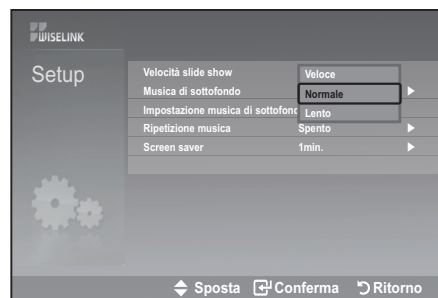 WISELINK
Setup
Velocità slide show
Veloce
Musica di sottofondo
Normale
Impostazione musica di sottofondo
Lento
Ripetizione musica
Spento
Screen saver
1min.
Sposta Conferma Ritorno